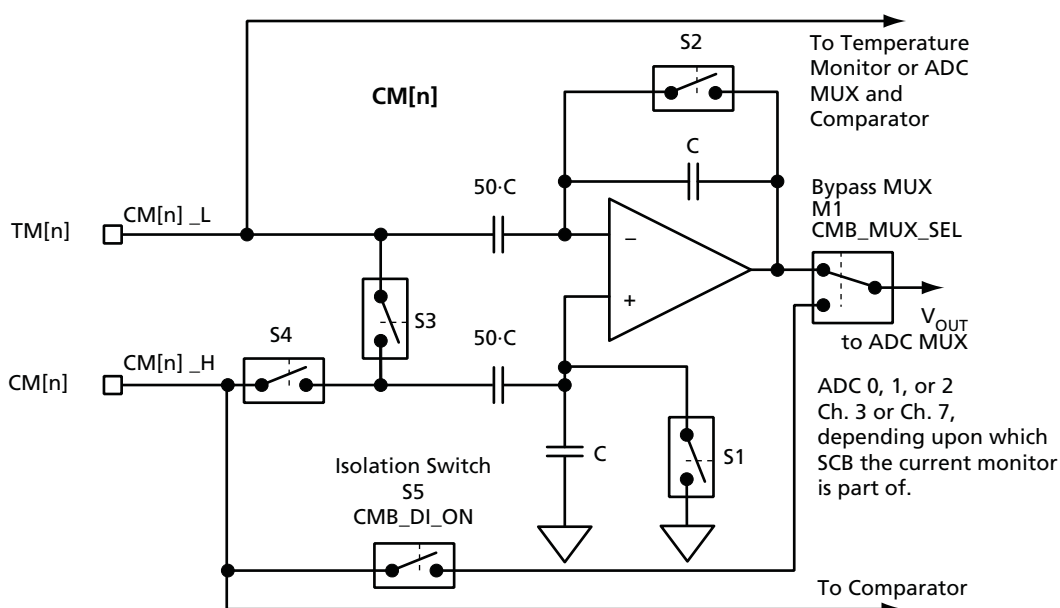 To Temperature
Monitor or ADC
MUX and
Comparator
S2
CM[n]
C
50·C
Bypass MUX
M1
CMB_MUX_SEL
TM[n]
CM[n] _L
–
+
S3
S4
50·C
V_OUT
to ADC MUX
CM[n]
CM[n] _H
ADC 0, 1, or 2
Ch. 3 or Ch. 7,
depending upon which
SCB the current monitor
is part of.
C
S1
Isolation Switch
S5
CMB_DI_ON
To Comparator